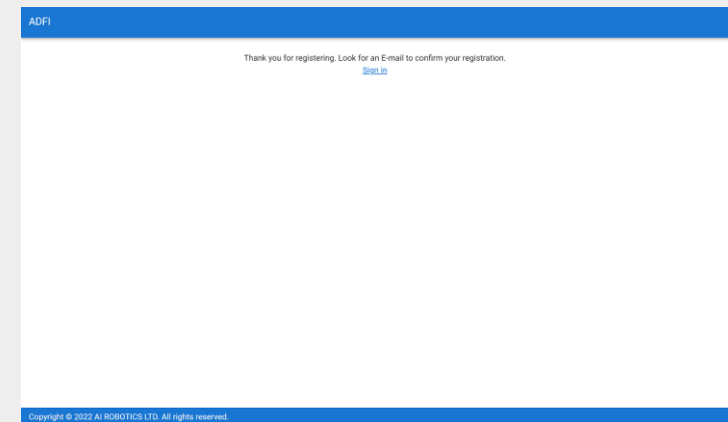 ADFI
Thank you for registering. Look for an E-mail to confirm your registration.
Sign in
Copyright © 2022 AI ROBOTICS LTD. All rights reserved.